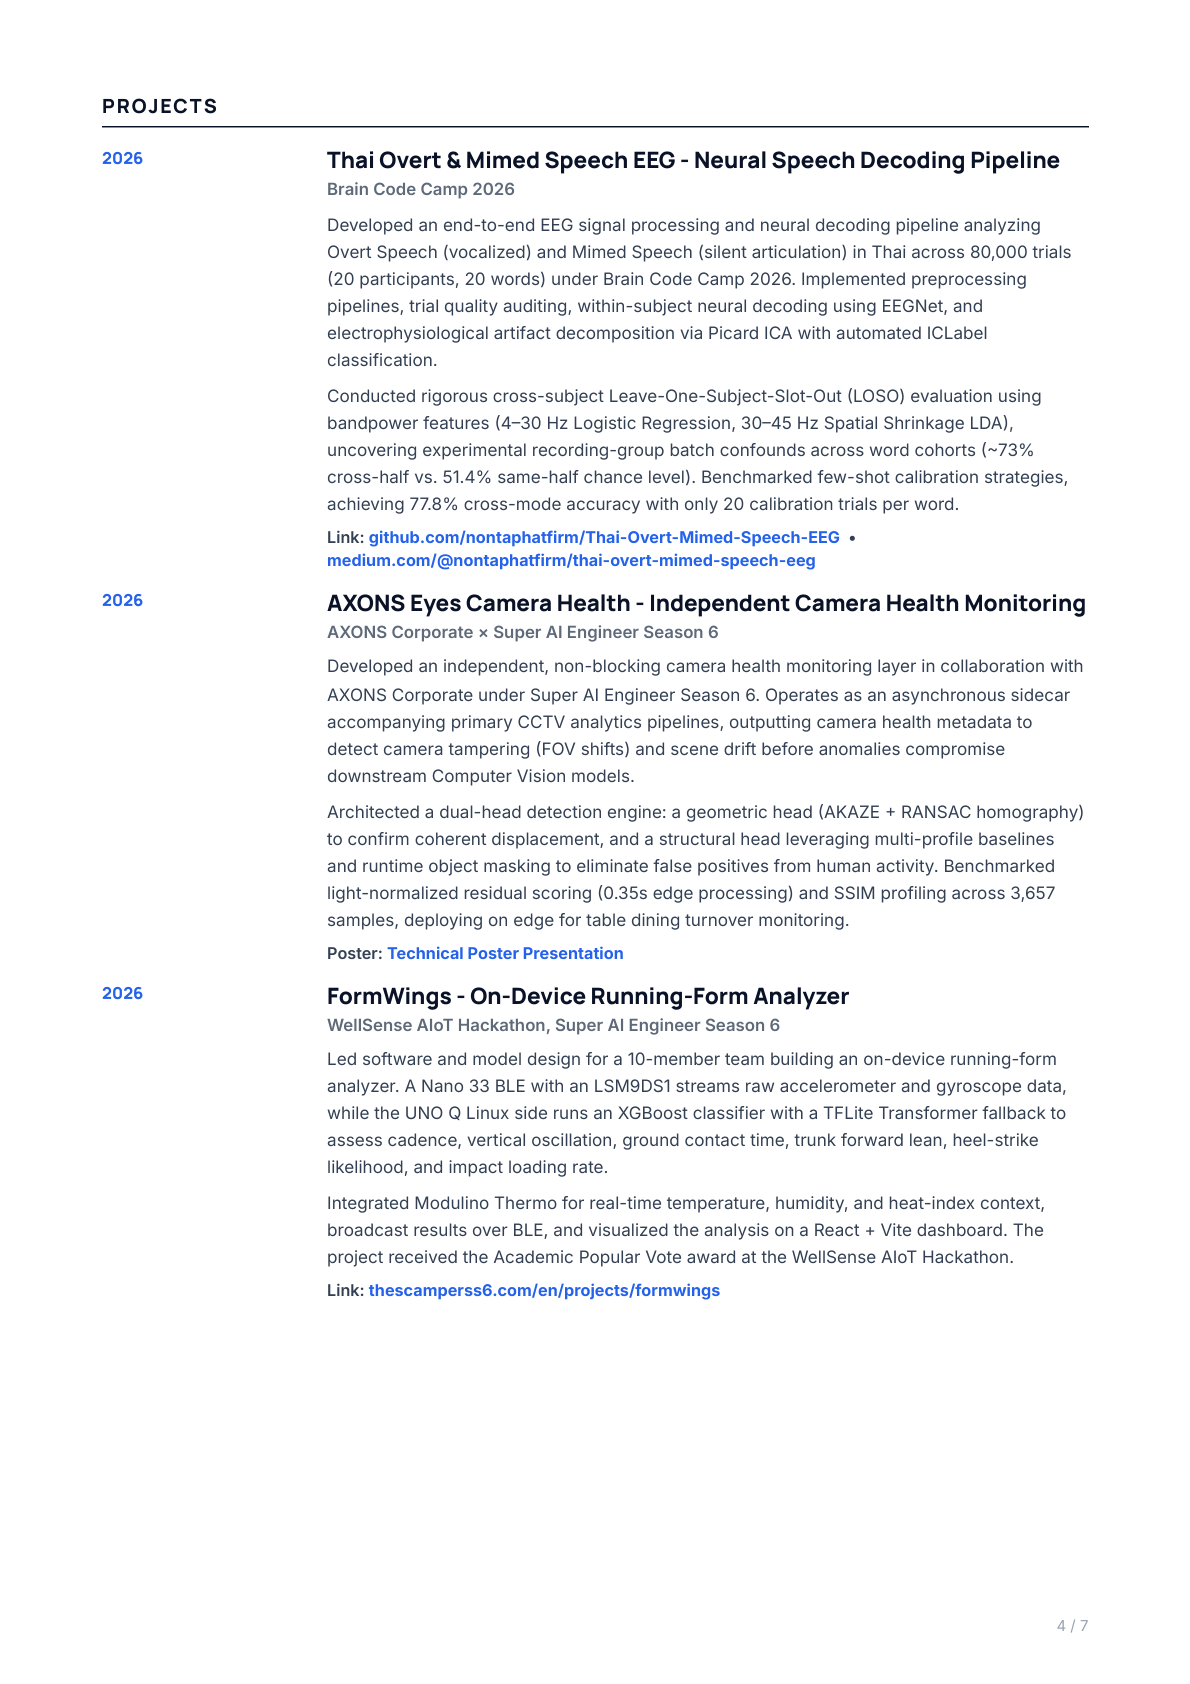 PROJECTS
2026
Thai Overt & Mimed Speech EEG - Neural Speech Decoding Pipeline
Brain Code Camp 2026
Developed an end-to-end EEG signal processing and neural decoding pipeline analyzing
Overt Speech (vocalized) and Mimed Speech (silent articulation) in Thai across 80,000 trials
(20 participants, 20 words) under Brain Code Camp 2026. Implemented preprocessing
pipelines, trial quality auditing, within-subject neural decoding using EEGNet, and
electrophysiological artifact decomposition via Picard ICA with automated ICLabel
classification.
Conducted rigorous cross-subject Leave-One-Subject-Slot-Out (LOSO) evaluation using
bandpower features (4–30 Hz Logistic Regression, 30–45 Hz Spatial Shrinkage LDA),
uncovering experimental recording-group batch confounds across word cohorts (~73%
cross-half vs. 51.4% same-half chance level). Benchmarked few-shot calibration strategies,
achieving 77.8% cross-mode accuracy with only 20 calibration trials per word.
Link: github.com/nontaphatfirm/Thai-Overt-Mimed-Speech-EEG •
medium.com/@nontaphatfirm/thai-overt-mimed-speech-eeg
2026
AXONS Eyes Camera Health - Independent Camera Health Monitoring
AXONS Corporate × Super AI Engineer Season 6
Developed an independent, non-blocking camera health monitoring layer in collaboration with
AXONS Corporate under Super AI Engineer Season 6. Operates as an asynchronous sidecar
accompanying primary CCTV analytics pipelines, outputting camera health metadata to
detect camera tampering (FOV shifts) and scene drift before anomalies compromise
downstream Computer Vision models.
Architected a dual-head detection engine: a geometric head (AKAZE + RANSAC homography)
to confirm coherent displacement, and a structural head leveraging multi-profile baselines
and runtime object masking to eliminate false positives from human activity. Benchmarked
light-normalized residual scoring (0.35s edge processing) and SSIM profiling across 3,657
samples, deploying on edge for table dining turnover monitoring.
Poster: Technical Poster Presentation
2026
FormWings - On-Device Running-Form Analyzer
WellSense AIoT Hackathon, Super AI Engineer Season 6
Led software and model design for a 10-member team building an on-device running-form
analyzer. A Nano 33 BLE with an LSM9DS1 streams raw accelerometer and gyroscope data,
while the UNO Q Linux side runs an XGBoost classifier with a TFLite Transformer fallback to
assess cadence, vertical oscillation, ground contact time, trunk forward lean, heel-strike
likelihood, and impact loading rate.
Integrated Modulino Thermo for real-time temperature, humidity, and heat-index context,
broadcast results over BLE, and visualized the analysis on a React + Vite dashboard. The
project received the Academic Popular Vote award at the WellSense AIoT Hackathon.
Link: thescamperss6.com/en/projects/formwings
4 / 7